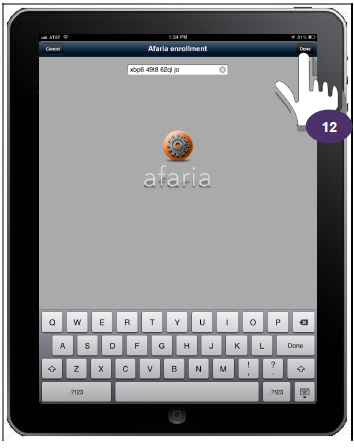 AT&T 1:34 PM 51%
Cancel Afaria enrollment Done
xbp6 49t8 62ql jo
12
afaria
Q W E R T Y U I O P
A S D F G H J K L Done
Z X C V B N M ! , ? .
.?123 .?123